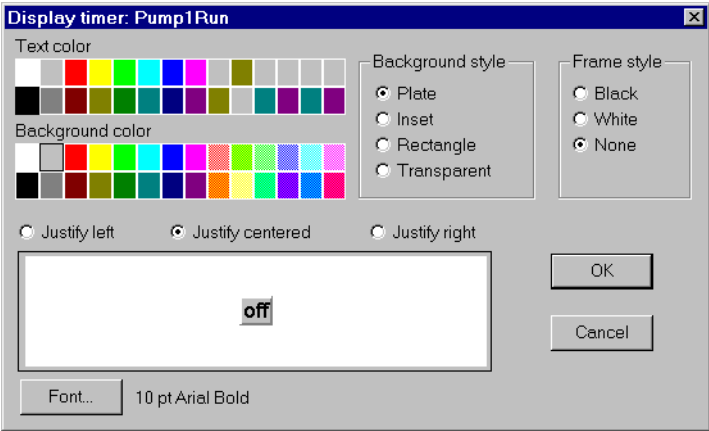 Display timer: Pump1Run
Text color
Background color
Background style
Plate
Inset
Rectangle
Transparent
Frame style
Black
White
None
Justify left
Justify centered
Justify right
off
OK
Cancel
Font...
10 pt Arial Bold